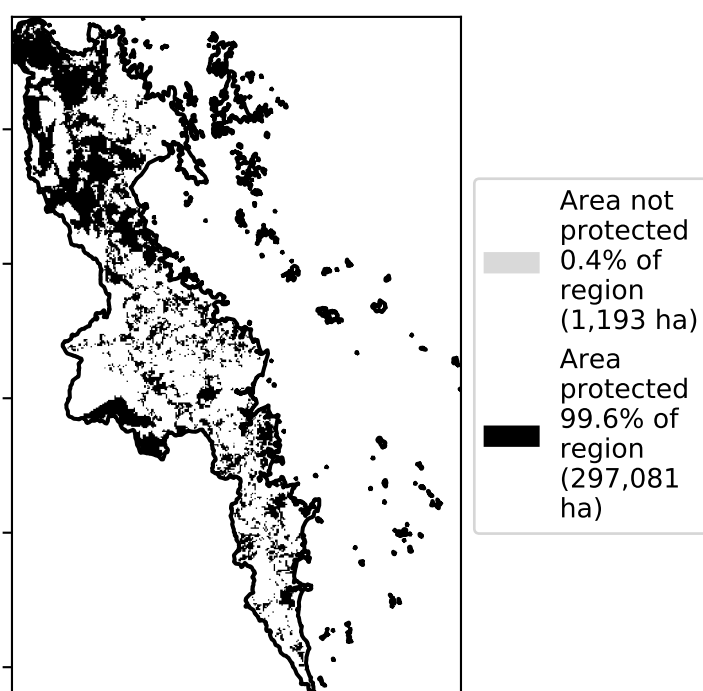 Area not
protected
0.4% of
region
(1,193 ha)
Area
protected
99.6% of
region
(297,081
ha)